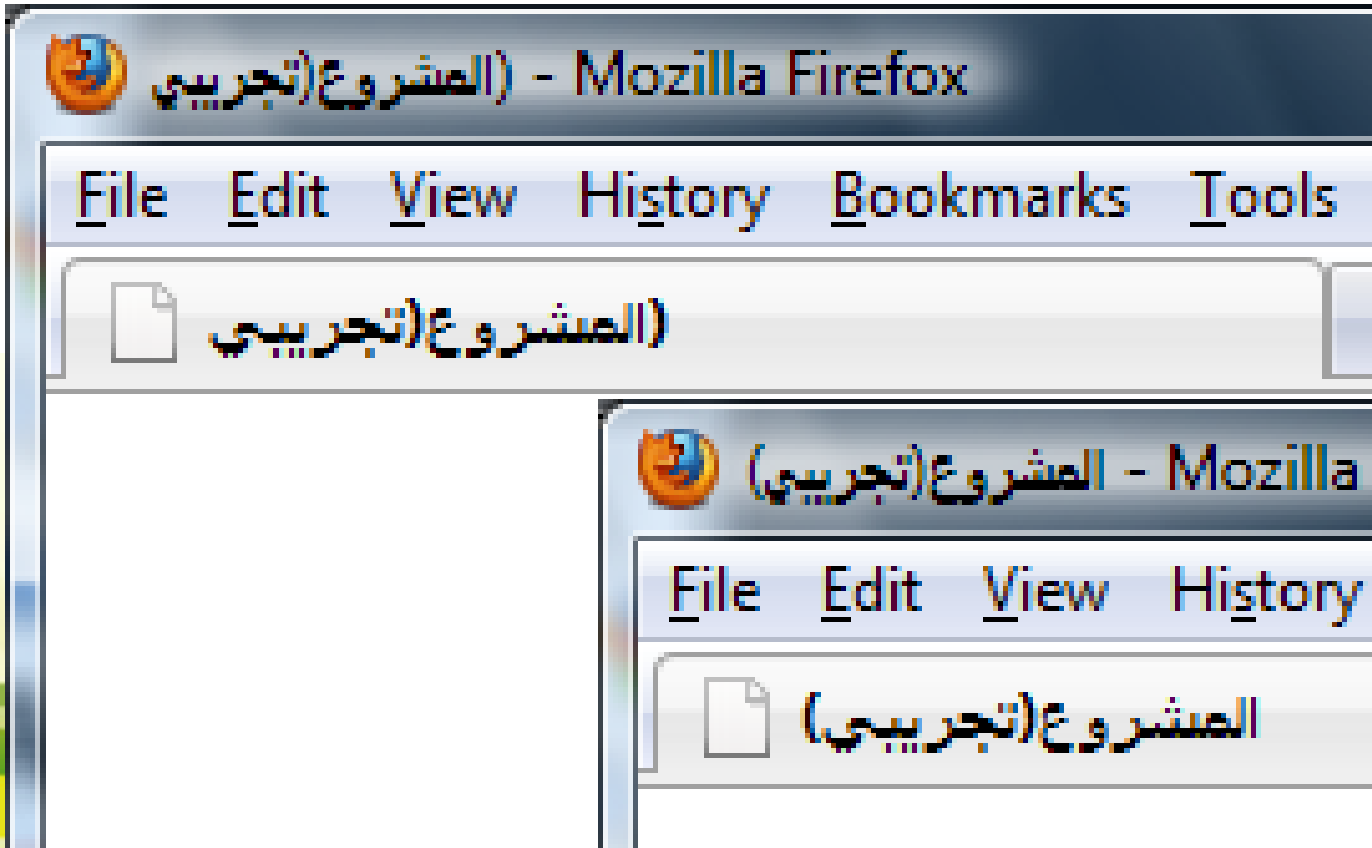 المشروع(تجريبي) - Mozilla Firefox
File Edit View History Bookmarks Tools
المشروع(تجريبي)
المشروع(تجريبي) - Mozilla
File Edit View History
المشروع(تجريبي)